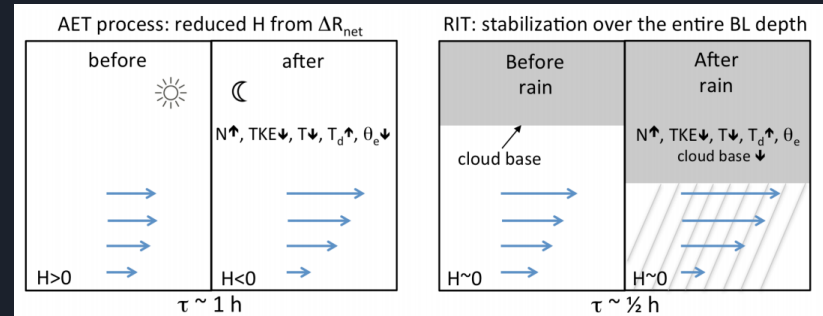 AET process: reduced H from ΔRnet
before
after
N↑, TKE↓, T↓, Td↑, θe↓
H>0
H<0
τ ~ 1 h
RIT: stabilization over the entire BL depth
Before
rain
After
rain
cloud base
N↑, TKE↓, T↓, Td↑, θe
cloud base ↓
H~0
H~0
τ ~ ½ h